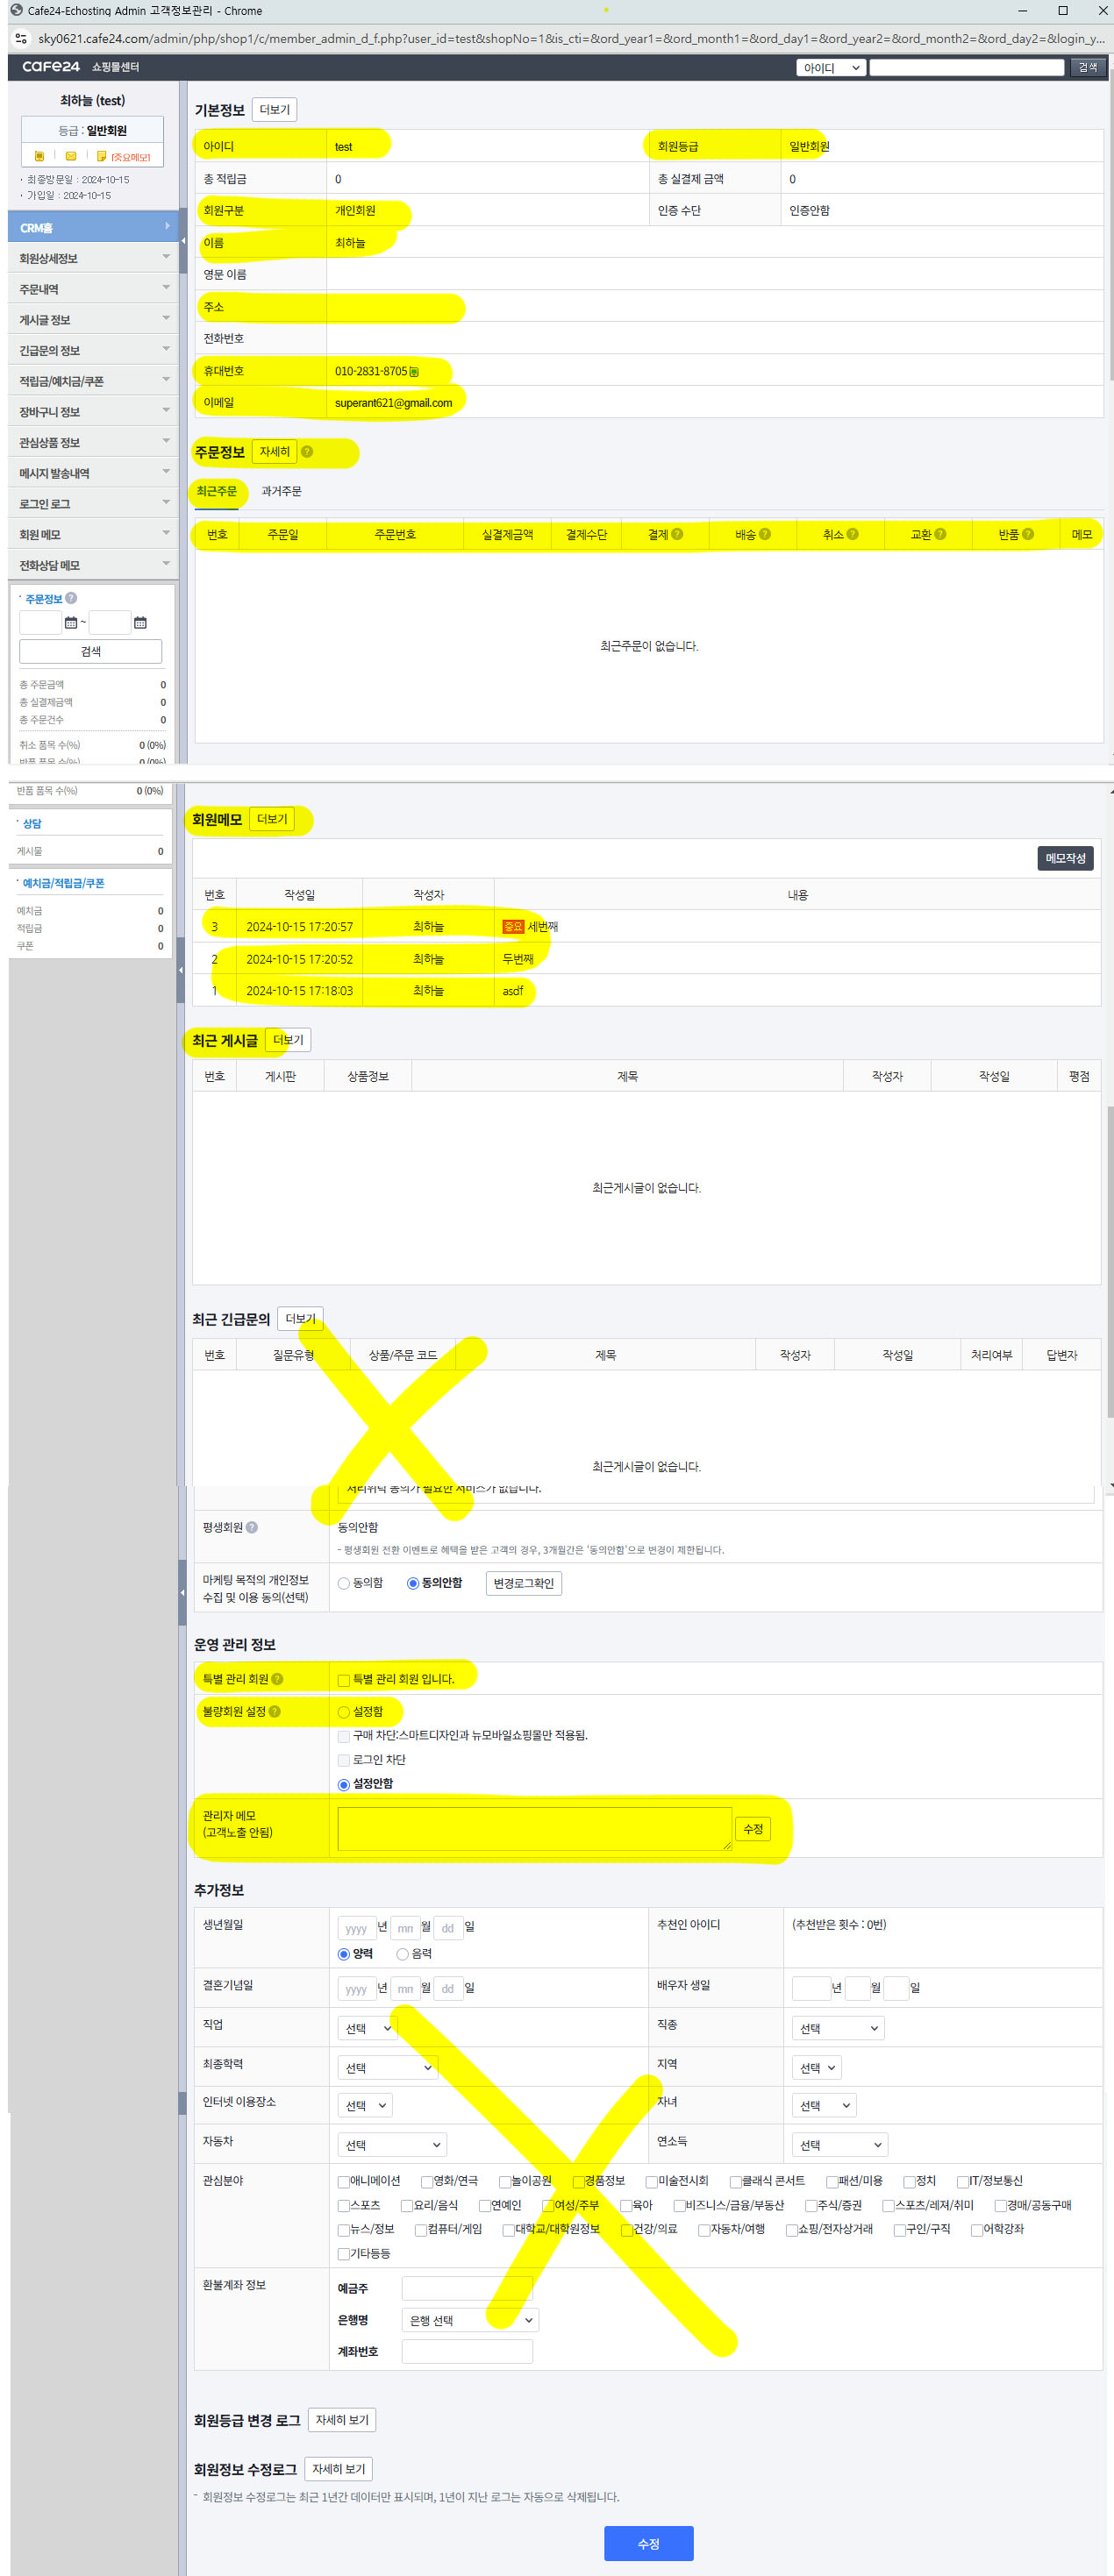 Cafe24-Echosting Admin 고객정보관리 - Chrome
sky0621.cafe24.com/admin/php/shop1/c/member_admin_d_f.php?user_id=test&shopNo=1&is_cti=&ord_year1=&ord_month1=&ord_day1=&ord_year2=&ord_month2=&ord_day2=&login_y...
cafe24 쇼핑몰센터 아이디 검색
최하늘 (test)
등급 : 일반회원
[중요메모]
· 최종방문일 : 2024-10-15
· 가입일 : 2024-10-15
CRM홈
회원상세정보
주문내역
게시글 정보
긴급문의 정보
적립금/예치금/쿠폰
장바구니 정보
관심상품 정보
메시지 발송내역
로그인 로그
회원 메모
전화상담 메모
주문정보 ?
~
검색
총 주문금액 0
총 실결제금액 0
총 주문건수 0
취소 품목 수(%) 0 (0%)
반품 품목 수(%) 0 (0%)
기본정보 더보기
아이디 test 회원등급 일반회원
총 적립금 0 총 실결제 금액 0
회원구분 개인회원 인증 수단 인증안함
이름 최하늘
영문 이름
주소
전화번호
휴대번호 010-2831-8705
이메일 superant621@gmail.com
주문정보 자세히 ?
최근주문 과거주문
번호 주문일 주문번호 실결제금액 결제수단 결제 ? 배송 ? 취소 ? 교환 ? 반품 ? 메모
최근주문이 없습니다.
반품 품목 수(%) 0 (0%)
상담
게시물 0
예치금/적립금/쿠폰
예치금 0
적립금 0
쿠폰 0
회원메모 더보기
메모작성
번호 작성일 작성자 내용
3 2024-10-15 17:20:57 최하늘 중요 세번째
2 2024-10-15 17:20:52 최하늘 두번째
1 2024-10-15 17:18:03 최하늘 asdf
최근 게시글 더보기
번호 게시판 상품정보 제목 작성자 작성일 평점
최근게시글이 없습니다.
최근 긴급문의 더보기
번호 질문유형 상품/주문 코드 제목 작성자 작성일 처리여부 답변자
최근게시글이 없습니다.
처리위탁 동의가 필요한 서비스가 없습니다.
평생회원 ? 동의안함
- 평생회원 전환 이벤트로 혜택을 받은 고객의 경우, 3개월간은 '동의안함'으로 변경이 제한됩니다.
마케팅 목적의 개인정보
수집 및 이용 동의(선택) 동의함 동의안함 변경로그확인
운영 관리 정보
특별 관리 회원 ? 특별 관리 회원 입니다.
불량회원 설정 ? 설정함
구매 차단:스마트디자인과 뉴모바일쇼핑몰만 적용됨.
로그인 차단
설정안함
관리자 메모
(고객노출 안됨) 수정
추가정보
생년월일 yyyy 년 mm 월 dd 일 추천인 아이디 (추천받은 횟수 : 0번)
양력 음력
결혼기념일 yyyy 년 mm 월 dd 일 배우자 생일 년 월 일
직업 선택 직종 선택
최종학력 선택 지역 선택
인터넷 이용장소 선택 자녀 선택
자동차 선택 연소득 선택
관심분야 애니메이션 영화/연극 놀이공원 경품정보 미술전시회 클래식 콘서트 패션/미용 정치 IT/정보통신
스포츠 요리/음식 연예인 여성/주부 육아 비즈니스/금융/부동산 주식/증권 스포츠/레져/취미 경매/공동구매
뉴스/정보 컴퓨터/게임 대학교/대학원정보 건강/의료 자동차/여행 쇼핑/전자상거래 구인/구직 어학강좌
기타등등
환불계좌 정보 예금주
은행명 은행 선택
계좌번호
회원등급 변경 로그 자세히 보기
회원정보 수정로그 자세히 보기
- 회원정보 수정로그는 최근 1년간 데이터만 표시되며, 1년이 지난 로그는 자동으로 삭제됩니다.
수정